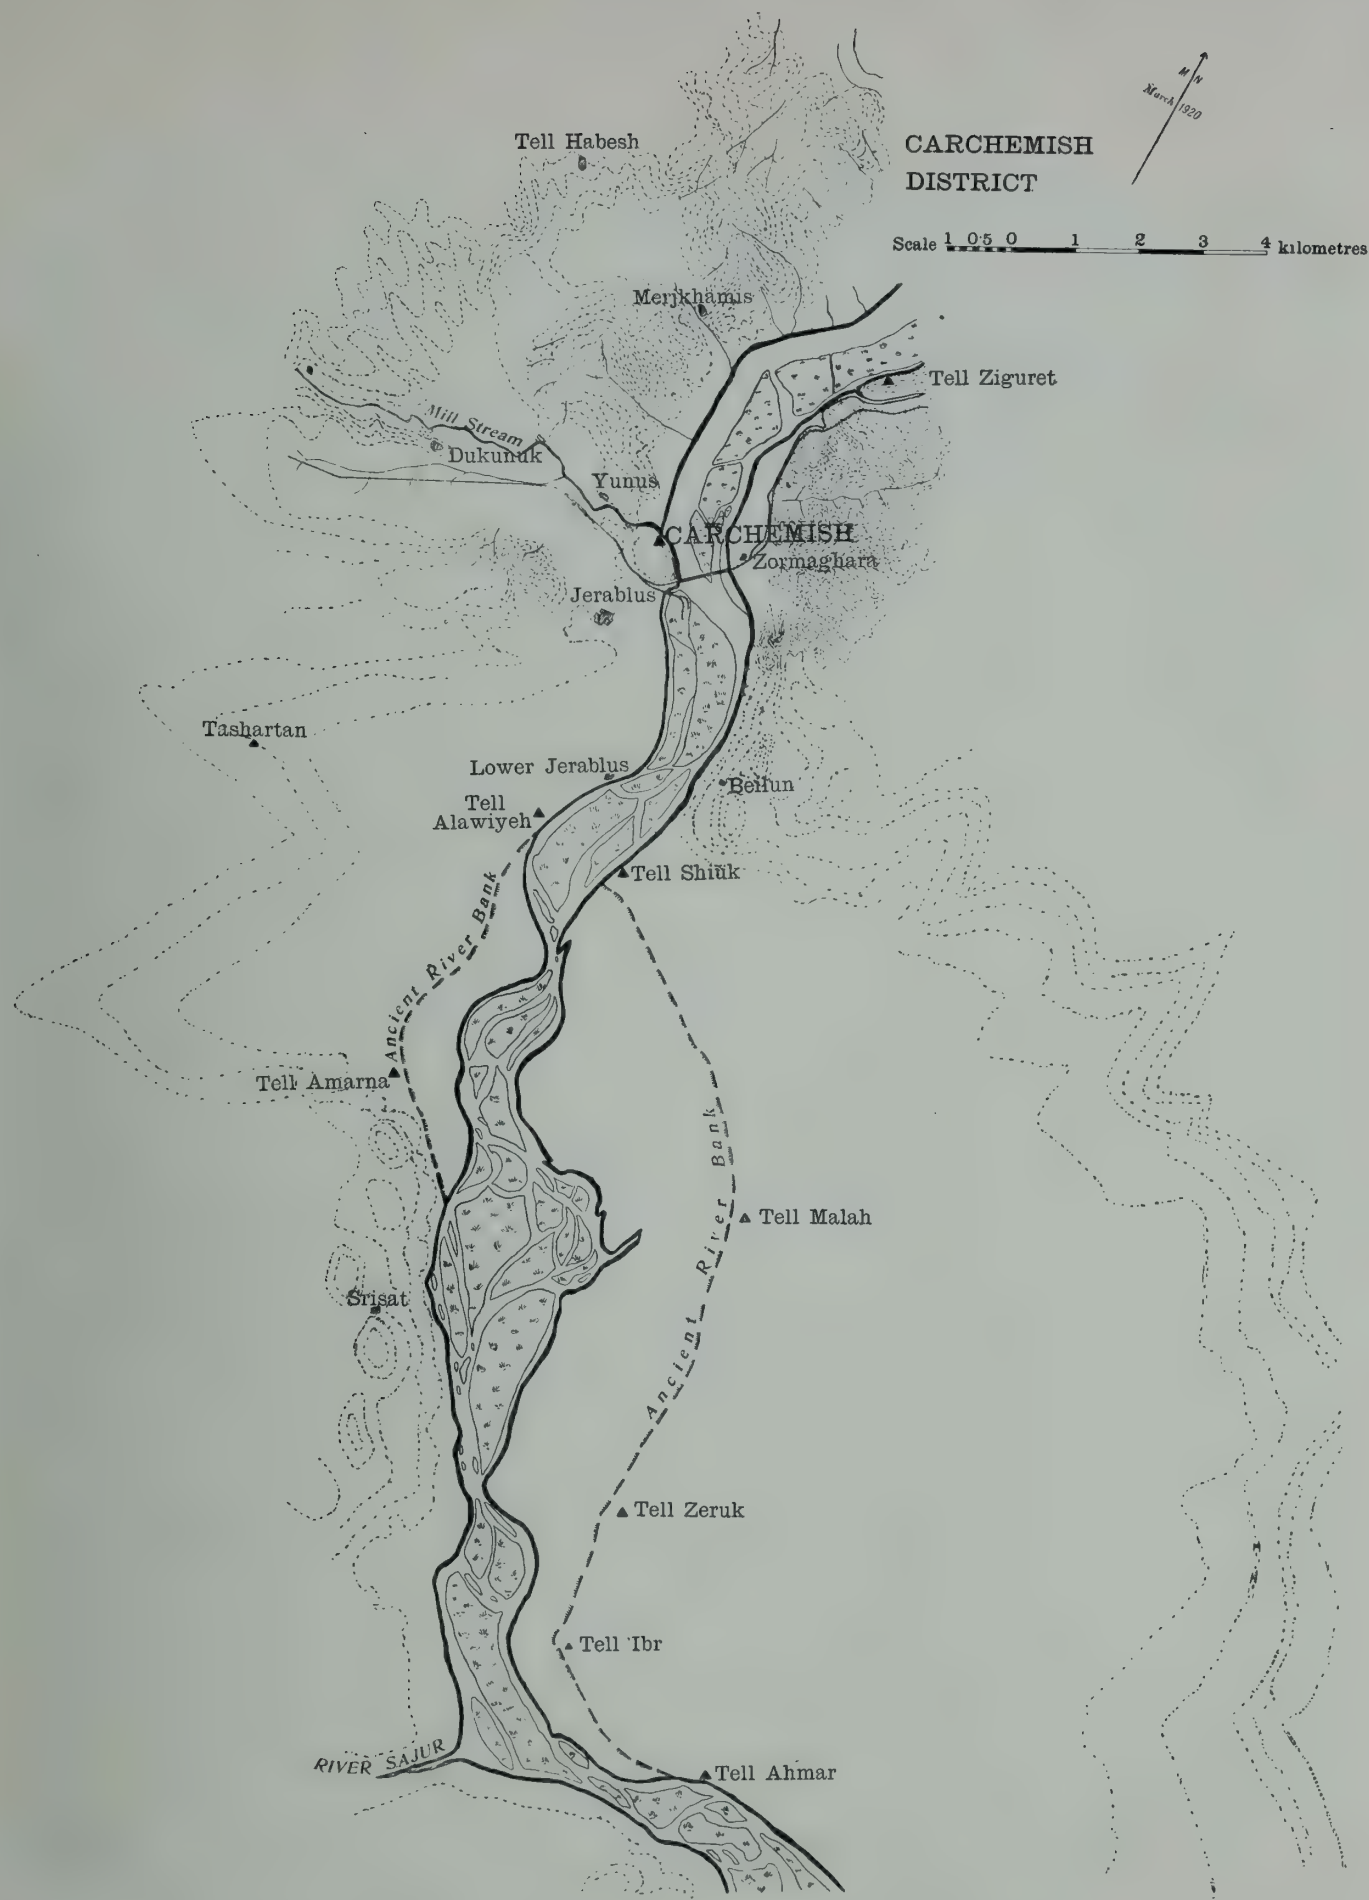 M N
March 1920
CARCHEMISH
DISTRICT
Scale 1 0·5 0 1 2 3 4 kilometres
Tell Habesh
Merjkhamis
Tell Ziguret
Mill Stream
Dukunuk
Yunus
CARCHEMISH
Zormaghara
Jerablus
Tashartan
Lower Jerablus
Beilun
Tell
Alawiyeh
Tell Shiuk
Ancient River Bank
Tell Amarna
Ancient River Bank
Tell Malah
Srisat
Tell Zeruk
Tell 'Ibr
RIVER SAJUR
Tell Ahmar